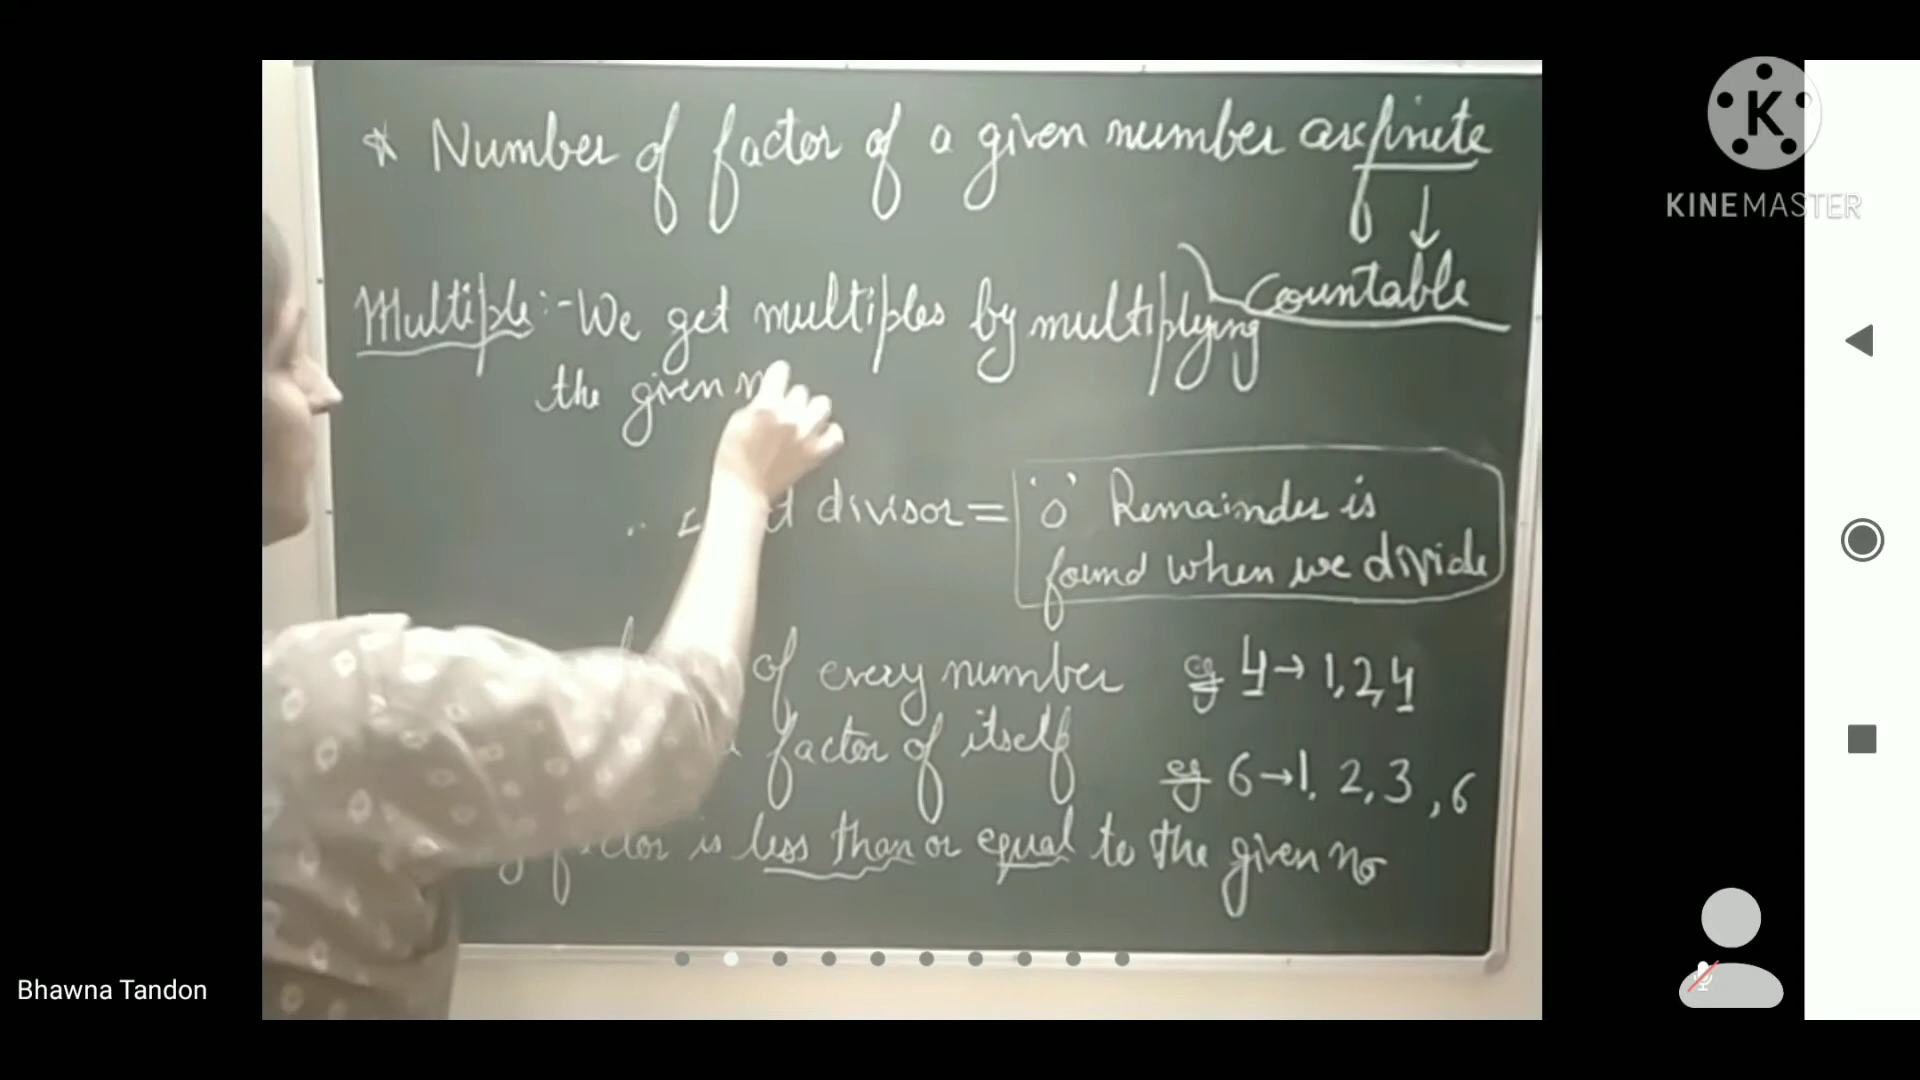 * Number of factor of a given number are finite
↓
Countable
Multiple :- We get multiples by multiplying
the given
divisor = '0' Remainder is
found when we divide
of every number eg 4 → 1, 2, 4
factor of itself eg 6 → 1, 2, 3, 6
factor is less than or equal to the given no
KINEMASTER
Bhawna Tandon